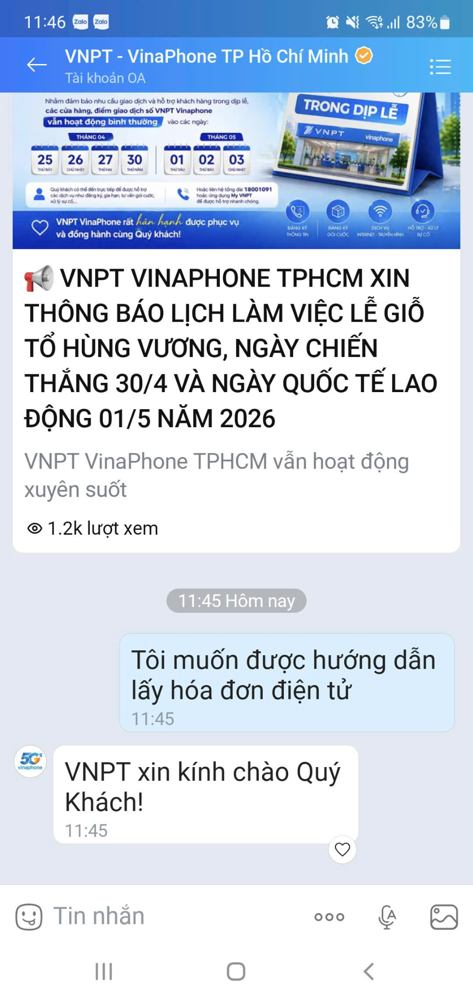 11:46 Zalo Zalo 83%
VNPT - VinaPhone TP Hồ Chí Minh
Tài khoản OA
Nhằm đảm bảo nhu cầu giao dịch và hỗ trợ khách hàng trong dịp lễ,
các cửa hàng, điểm giao dịch số VNPT Vinaphone
vẫn hoạt động bình thường vào các ngày:
THÁNG 04
THÁNG 05
25
26
27
30
01
02
03
THỨ BẢY
CHỦ NHẬT
THỨ HAI
THỨ NĂM
THỨ SÁU
THỨ BẢY
CHỦ NHẬT
TRONG DỊP LỄ
VNPT vinaphone
Quý khách có thể đến trực tiếp để được hỗ trợ
các dịch vụ như: đăng ký, gia hạn, tư vấn gói cước,
xử lý sự cố,...
Hoặc liên hệ tổng đài 18001091
hoặc ứng dụng My VNPT
để được hỗ trợ nhanh chóng.
VNPT VinaPhone rất hân hạnh được phục vụ
và đồng hành cùng Quý khách!
ĐĂNG KÝ
THÔNG TIN
ĐĂNG KÝ
GÓI CƯỚC
DỊCH VỤ
INTERNET - TRUYỀN HÌNH
HỖ TRỢ - XỬ LÝ
SỰ CỐ
VNPT VINAPHONE TPHCM XIN
THÔNG BÁO LỊCH LÀM VIỆC LỄ GIỖ
TỔ HÙNG VƯƠNG, NGÀY CHIẾN
THẮNG 30/4 VÀ NGÀY QUỐC TẾ LAO
ĐỘNG 01/5 NĂM 2026
VNPT VinaPhone TPHCM vẫn hoạt động
xuyên suốt
1.2k lượt xem
11:45 Hôm nay
Tôi muốn được hướng dẫn
lấy hóa đơn điện tử
11:45
5G
vinaphone
VNPT xin kính chào Quý
Khách!
11:45
Tin nhắn